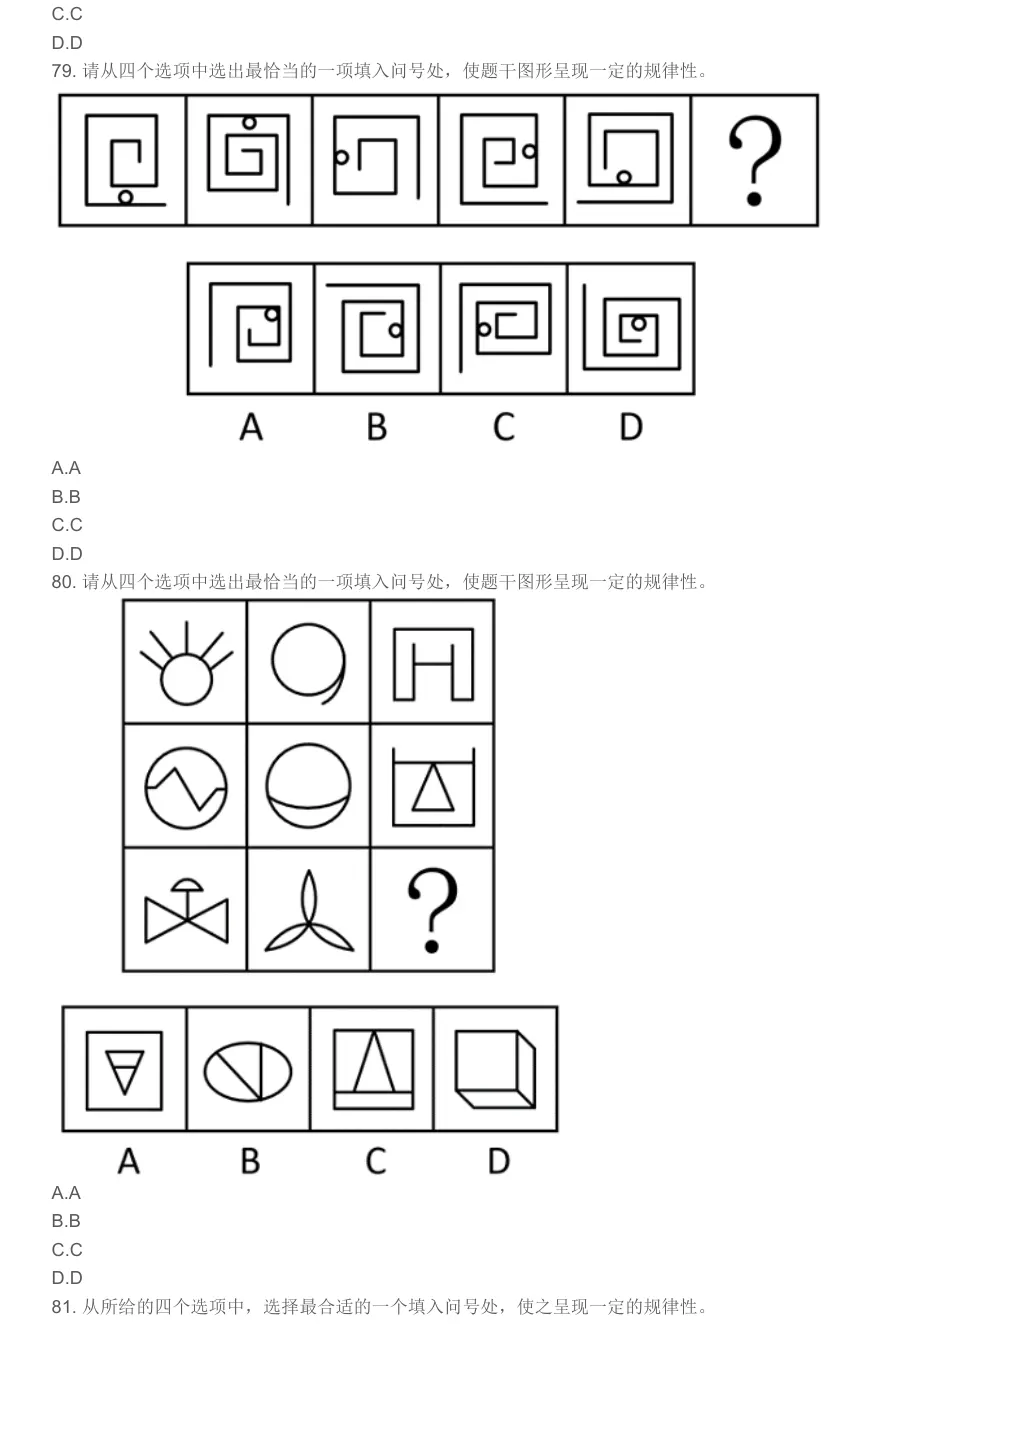 C.C
D.D
79. 请从四个选项中选出最恰当的一项填入问号处，使题干图形呈现一定的规律性。
?
A B C D
A.A
B.B
C.C
D.D
80. 请从四个选项中选出最恰当的一项填入问号处，使题干图形呈现一定的规律性。
?
A B C D
A.A
B.B
C.C
D.D
81. 从所给的四个选项中，选择最合适的一个填入问号处，使之呈现一定的规律性。